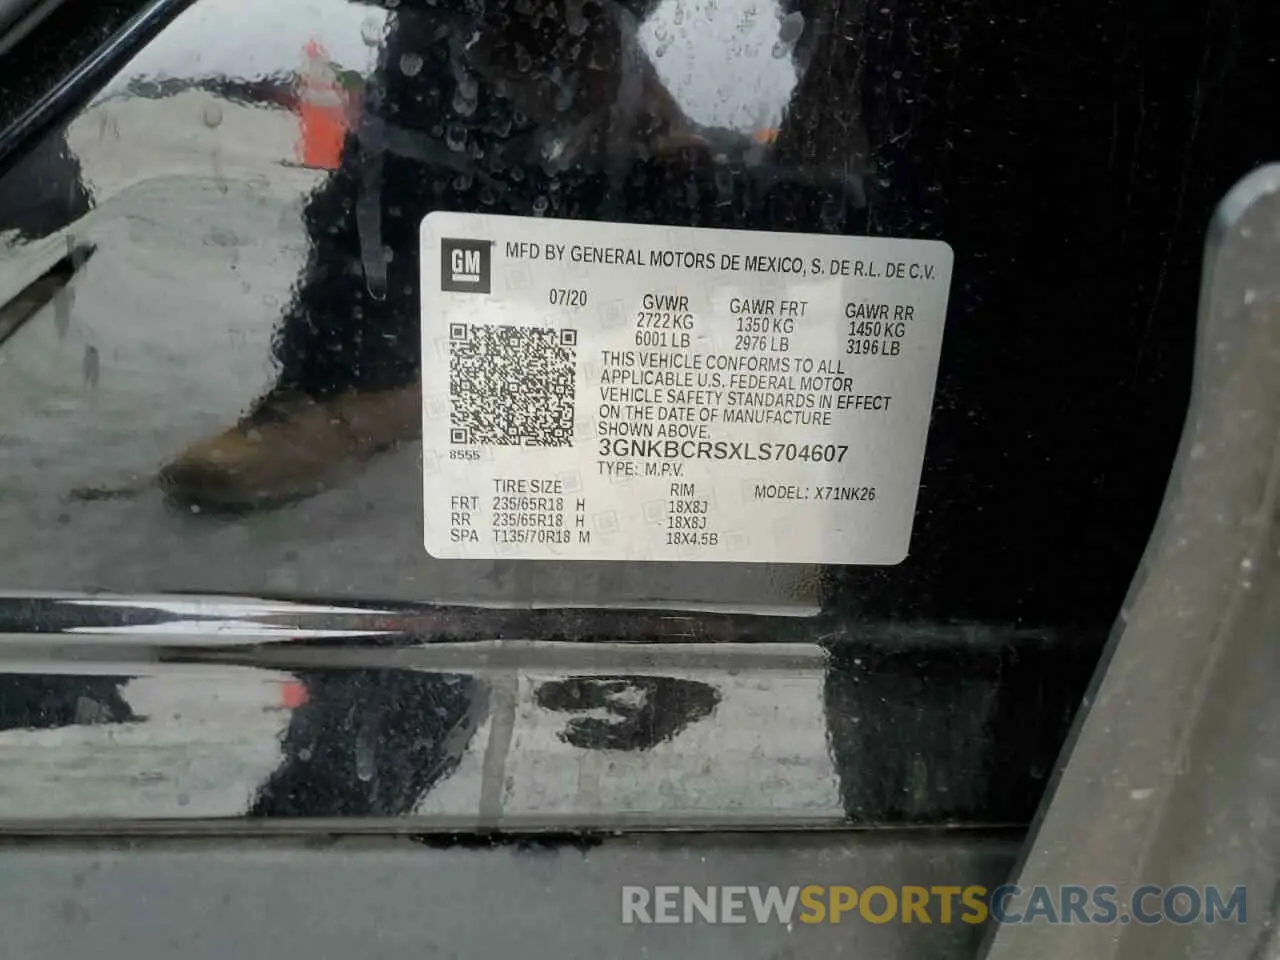 GM MFD BY GENERAL MOTORS DE MEXICO, S. DE R.L. DE C.V.
07/20 GVWR GAWR FRT GAWR RR
2722 KG 1350 KG 1450 KG
6001 LB 2976 LB 3196 LB
THIS VEHICLE CONFORMS TO ALL
APPLICABLE U.S. FEDERAL MOTOR
VEHICLE SAFETY STANDARDS IN EFFECT
ON THE DATE OF MANUFACTURE
SHOWN ABOVE.
8555 3GNKBCRSXLS704607
TYPE: M.P.V.
TIRE SIZE RIM MODEL: X71NK26
FRT 235/65R18 H 18X8J
RR 235/65R18 H 18X8J
SPA T135/70R18 M 18X4,5B
RENEWSPORTSCARS.COM